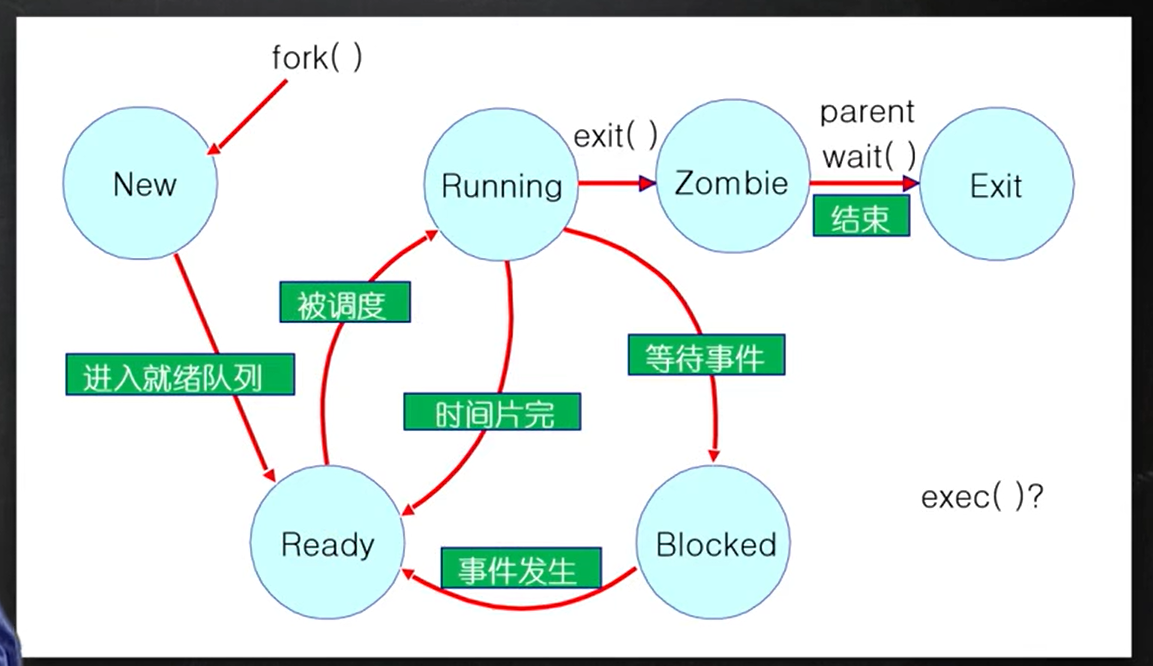 fork( )
New
Running
exit( )
Zombie
parent
wait( )
结束
Exit
被调度
进入就绪队列
时间片完
等待事件
Ready
事件发生
Blocked
exec( )?